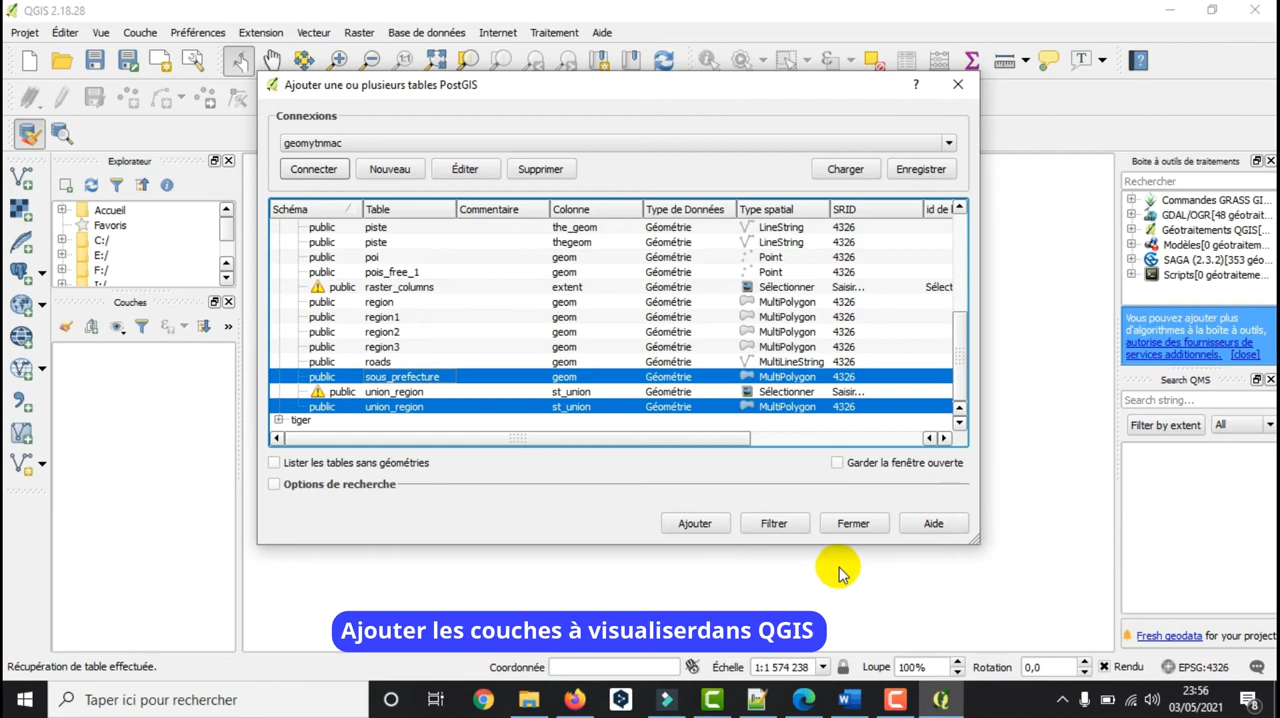 QGIS 2.18.28
Projet Éditer Vue Couche Préférences Extension Vecteur Raster Base de données Internet Traitement Aide
Ajouter une ou plusieurs tables PostGIS
Connexions
geomytnmac
Connecter Nouveau Éditer Supprimer Charger Enregistrer
Schéma Table Commentaire Colonne Type de Données Type spatial SRID id de l
public piste the_geom Géométrie LineString 4326
public piste thegeom Géométrie LineString 4326
public poi geom Géométrie Point 4326
public pois_free_1 geom Géométrie Point 4326
public raster_columns extent Géométrie Sélectionner Saisir... Sélect
public region geom Géométrie MultiPolygon 4326
public region1 geom Géométrie MultiPolygon 4326
public region2 geom Géométrie MultiPolygon 4326
public region3 geom Géométrie MultiPolygon 4326
public roads geom Géométrie MultiLineString 4326
public sous_prefecture geom Géométrie MultiPolygon 4326
public union_region st_union Géométrie Sélectionner Saisir...
public union_region st_union Géométrie MultiPolygon 4326
tiger
Lister les tables sans géométries Garder la fenêtre ouverte
Options de recherche
Ajouter Filtrer Fermer Aide
Explorateur
Accueil
Favoris
C:/
E:/
F:/
Couches
»
Boite à outils de traitements
Rechercher...
Commandes GRASS GI...
GDAL/OGR [48 géotrait...
Géotraitements QGIS [...
Modèles [0 géotraitem...
SAGA (2.3.2) [353 géo...
Scripts [0 géotraiteme...
Vous pouvez ajouter plus
d'algorithmes à la boîte à outils,
autorise des fournisseurs de
services additionnels. [close]
Search QMS
Search string...
Filter by extent All
Fresh geodata for your project
Ajouter les couches à visualiserdans QGIS
Récupération de table effectuée. Coordonnée Échelle 1:1 574 238 Loupe 100% Rotation 0,0 Rendu EPSG:4326
Taper ici pour rechercher
23:56
03/05/2021
8